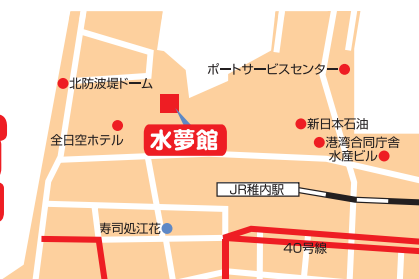 ポートサービスセンター
北防波堤ドーム
新日本石油
全日空ホテル
水夢館
港湾合同庁舎
水産ビル
JR稚内駅
寿司処江花
40号線